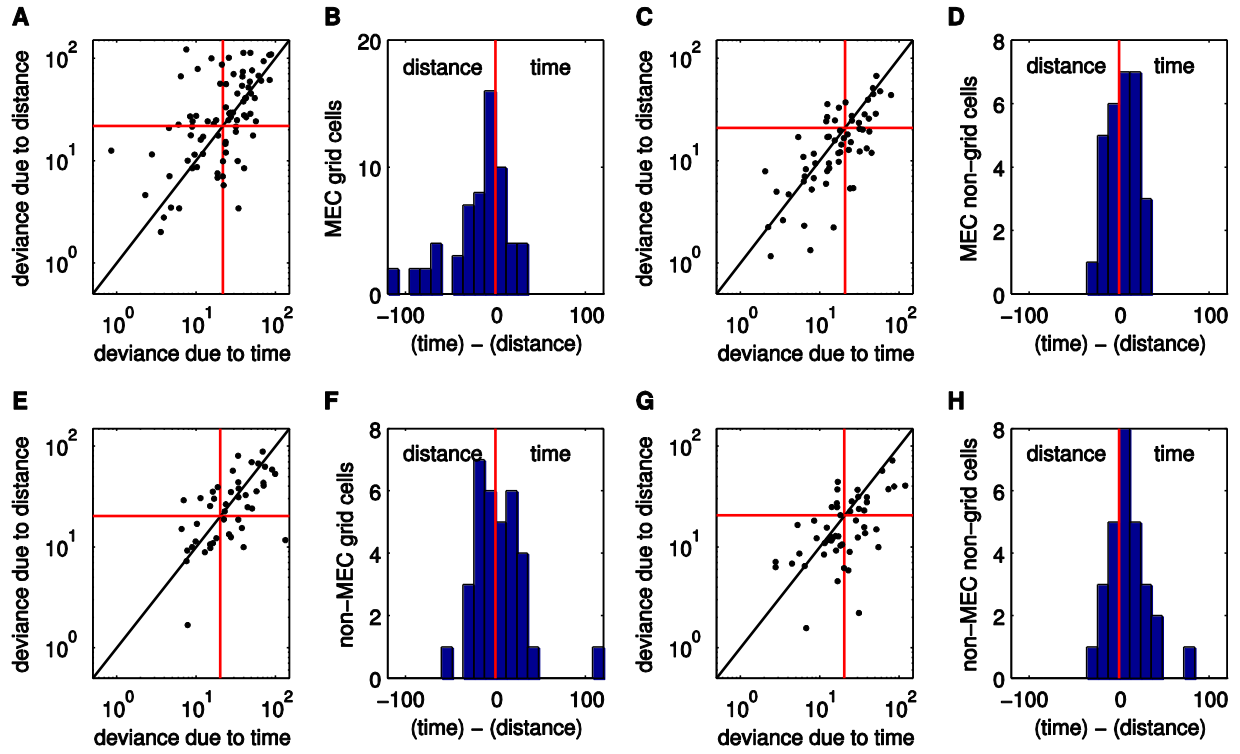 A
deviance due to distance
10^2
10^1
10^0
10^0 10^1 10^2
deviance due to time
B
MEC grid cells
20
10
0
distance time
−100 0 100
(time) − (distance)
C
deviance due to distance
10^2
10^1
10^0
10^0 10^1 10^2
deviance due to time
D
MEC non−grid cells
8
6
4
2
0
distance time
−100 0 100
(time) − (distance)
E
deviance due to distance
10^2
10^1
10^0
10^0 10^1 10^2
deviance due to time
F
non−MEC grid cells
8
6
4
2
0
distance time
−100 0 100
(time) − (distance)
G
deviance due to distance
10^2
10^1
10^0
10^0 10^1 10^2
deviance due to time
H
non−MEC non−grid cells
8
6
4
2
0
distance time
−100 0 100
(time) − (distance)